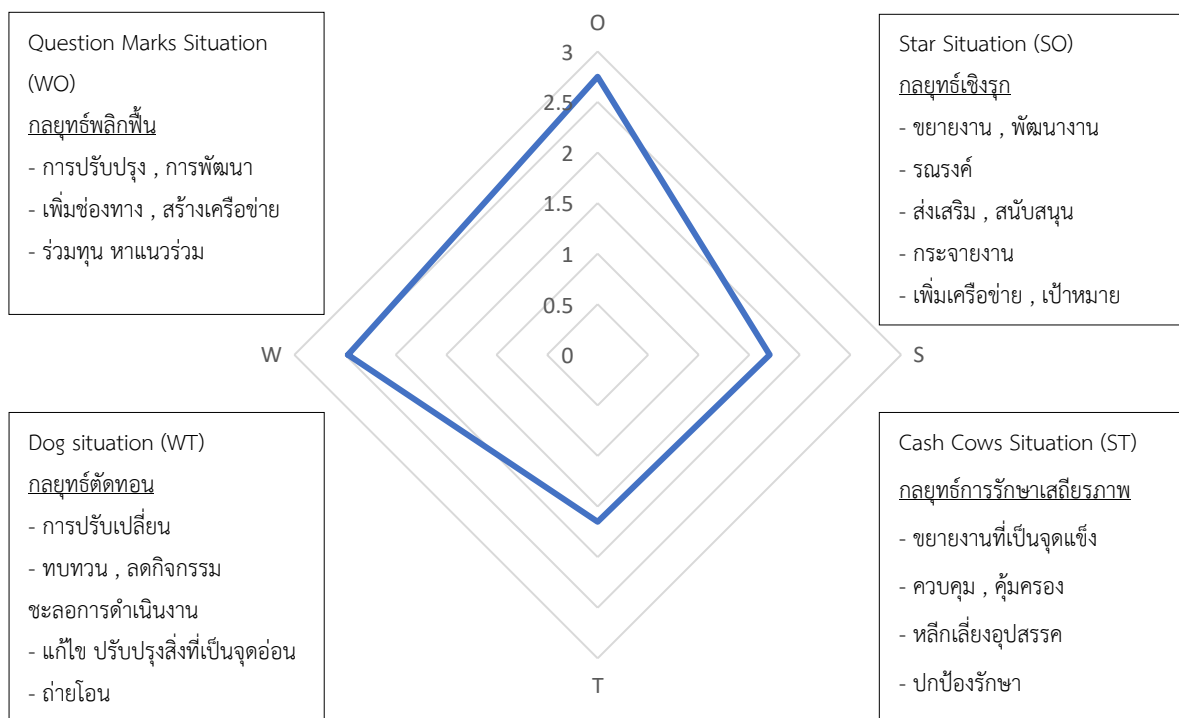 Question Marks Situation
(WO)
กลยุทธ์พลิกฟื้น
- การปรับปรุง , การพัฒนา
- เพิ่มช่องทาง , สร้างเครือข่าย
- ร่วมทุน หาแนวร่วม
O
3
2.5
2
1.5
1
0.5
0
W
S
T
Star Situation (SO)
กลยุทธ์เชิงรุก
- ขยายงาน , พัฒนางาน
- รณรงค์
- ส่งเสริม , สนับสนุน
- กระจายงาน
- เพิ่มเครือข่าย , เป้าหมาย
Dog situation (WT)
กลยุทธ์ตัดทอน
- การปรับเปลี่ยน
- ทบทวน , ลดกิจกรรม
ชะลอการดำเนินงาน
- แก้ไข ปรับปรุงสิ่งที่เป็นจุดอ่อน
- ถ่ายโอน
Cash Cows Situation (ST)
กลยุทธ์การรักษาเสถียรภาพ
- ขยายงานที่เป็นจุดแข็ง
- ควบคุม , คุ้มครอง
- หลีกเลี่ยงอุปสรรค
- ปกป้องรักษา